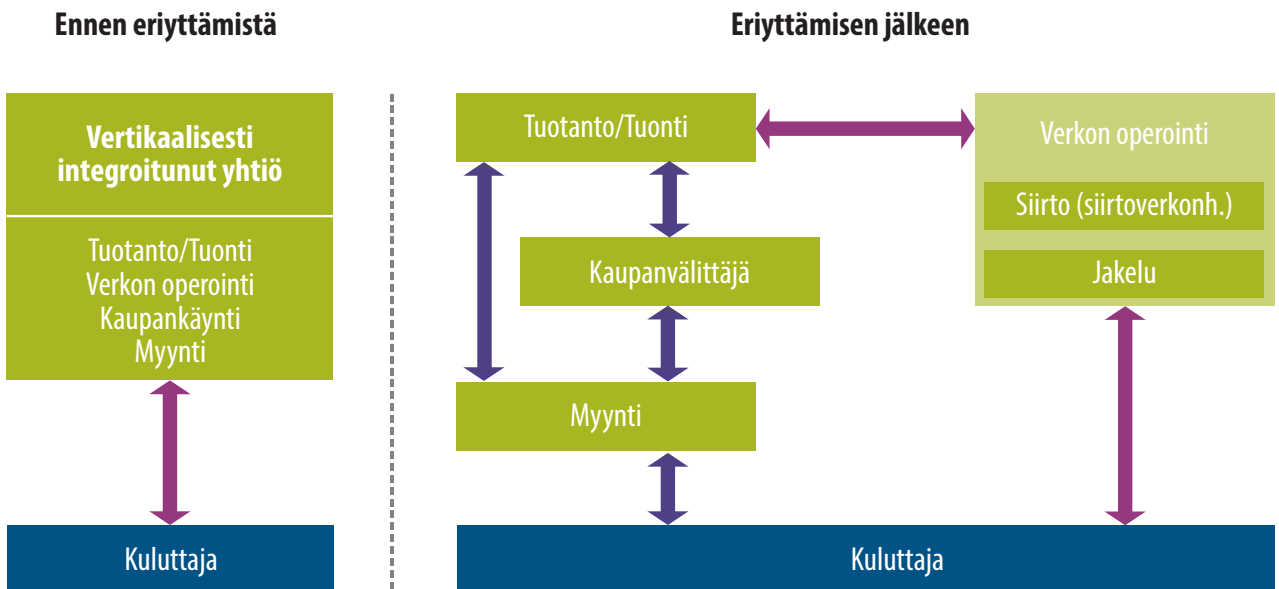 Ennen eriyttämistä
Vertikaalisesti
integroitunut yhtiö
Tuotanto/Tuonti
Verkon operointi
Kaupankäynti
Myynti
Kuluttaja
Eriyttämisen jälkeen
Tuotanto/Tuonti
Verkon operointi
Siirto (siirtoverkonh.)
Jakelu
Kaupanvälittäjä
Myynti
Kuluttaja